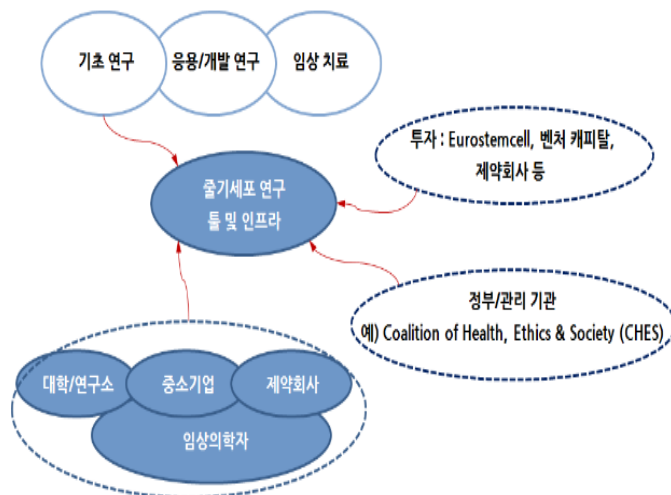 기초 연구
응용/개발 연구
임상 치료
투자 : Eurostemcell, 벤처 캐피탈,
제약회사 등
줄기세포 연구
툴 및 인프라
정부/관리 기관
예) Coalition of Health, Ethics & Society (CHES)
대학/연구소
중소기업
제약회사
임상의학자